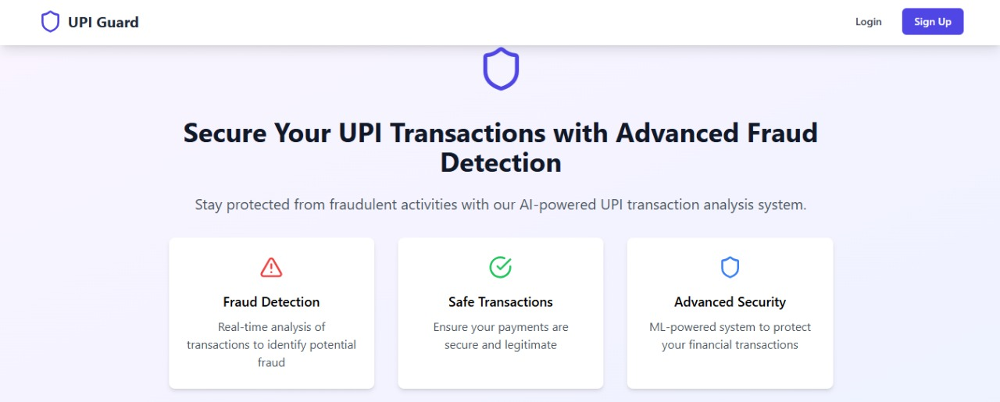 UPI Guard
Login
Sign Up
Secure Your UPI Transactions with Advanced Fraud
Detection
Stay protected from fraudulent activities with our AI-powered UPI transaction analysis system.
Fraud Detection
Real-time analysis of
transactions to identify potential
fraud
Safe Transactions
Ensure your payments are
secure and legitimate
Advanced Security
ML-powered system to protect
your financial transactions